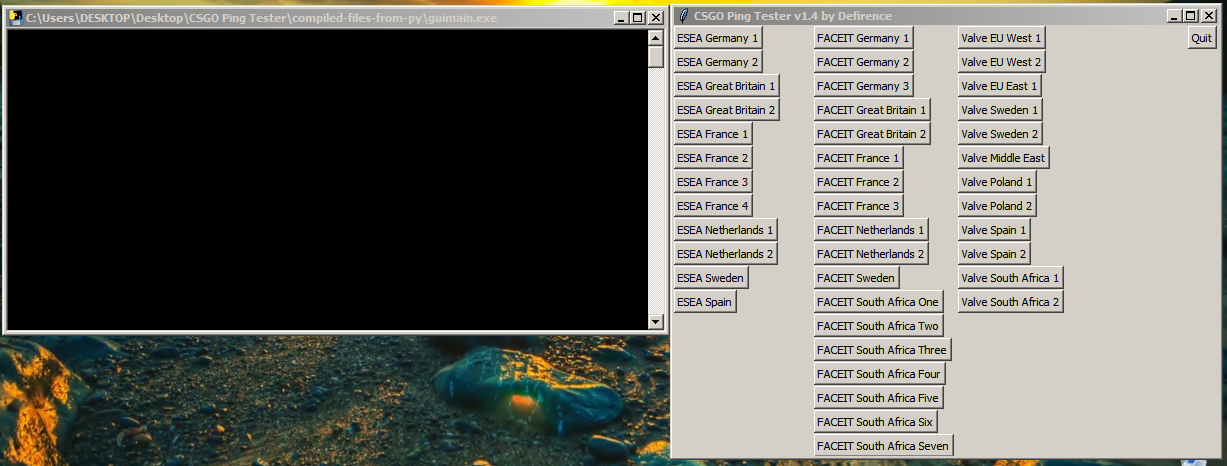 C:\Users\DESKTOP\Desktop\CSGO Ping Tester\compiled-files-from-py\guimain.exe
CSGO Ping Tester v1.4 by Defirence
ESEA Germany 1
ESEA Germany 2
ESEA Great Britain 1
ESEA Great Britain 2
ESEA France 1
ESEA France 2
ESEA France 3
ESEA France 4
ESEA Netherlands 1
ESEA Netherlands 2
ESEA Sweden
ESEA Spain
FACEIT Germany 1
FACEIT Germany 2
FACEIT Germany 3
FACEIT Great Britain 1
FACEIT Great Britain 2
FACEIT France 1
FACEIT France 2
FACEIT France 3
FACEIT Netherlands 1
FACEIT Netherlands 2
FACEIT Sweden
FACEIT South Africa One
FACEIT South Africa Two
FACEIT South Africa Three
FACEIT South Africa Four
FACEIT South Africa Five
FACEIT South Africa Six
FACEIT South Africa Seven
Valve EU West 1
Valve EU West 2
Valve EU East 1
Valve Sweden 1
Valve Sweden 2
Valve Middle East
Valve Poland 1
Valve Poland 2
Valve Spain 1
Valve Spain 2
Valve South Africa 1
Valve South Africa 2
Quit